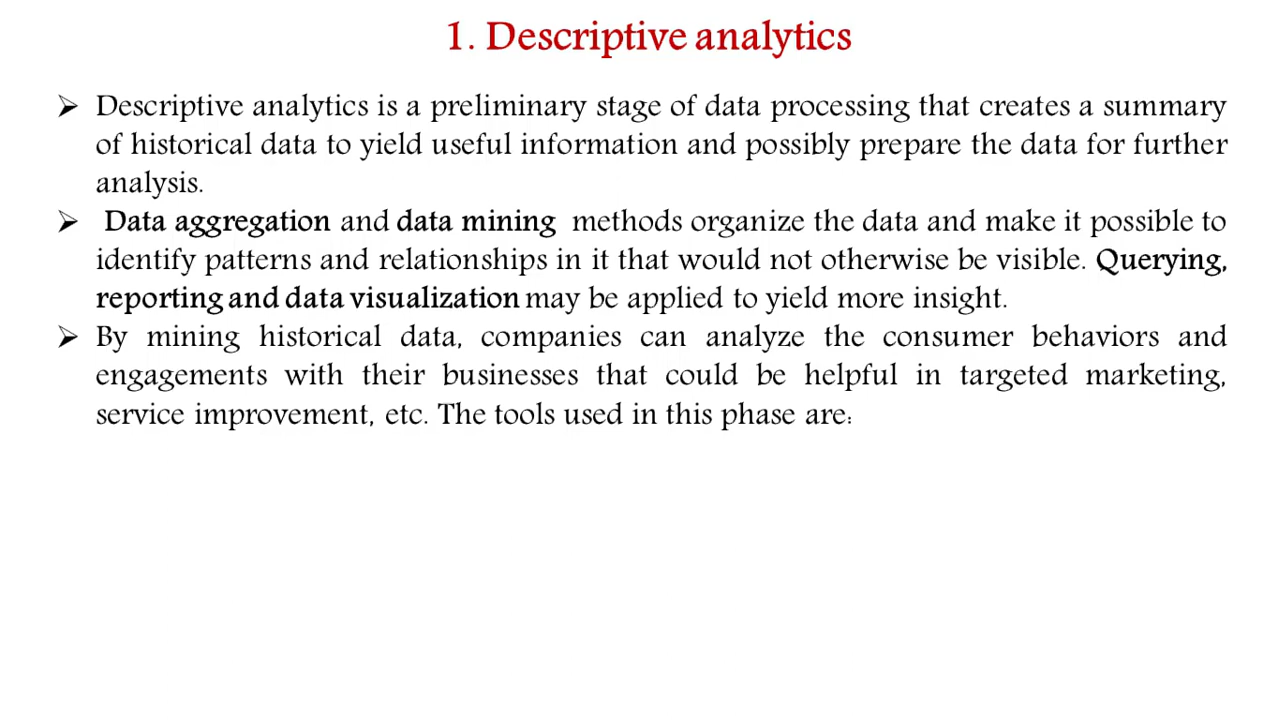 1. Descriptive analytics
➢ Descriptive analytics is a preliminary stage of data processing that creates a summary
of historical data to yield useful information and possibly prepare the data for further
analysis.
➢ Data aggregation and data mining methods organize the data and make it possible to
identify patterns and relationships in it that would not otherwise be visible. Querying,
reporting and data visualization may be applied to yield more insight.
➢ By mining historical data, companies can analyze the consumer behaviors and
engagements with their businesses that could be helpful in targeted marketing,
service improvement, etc. The tools used in this phase are: